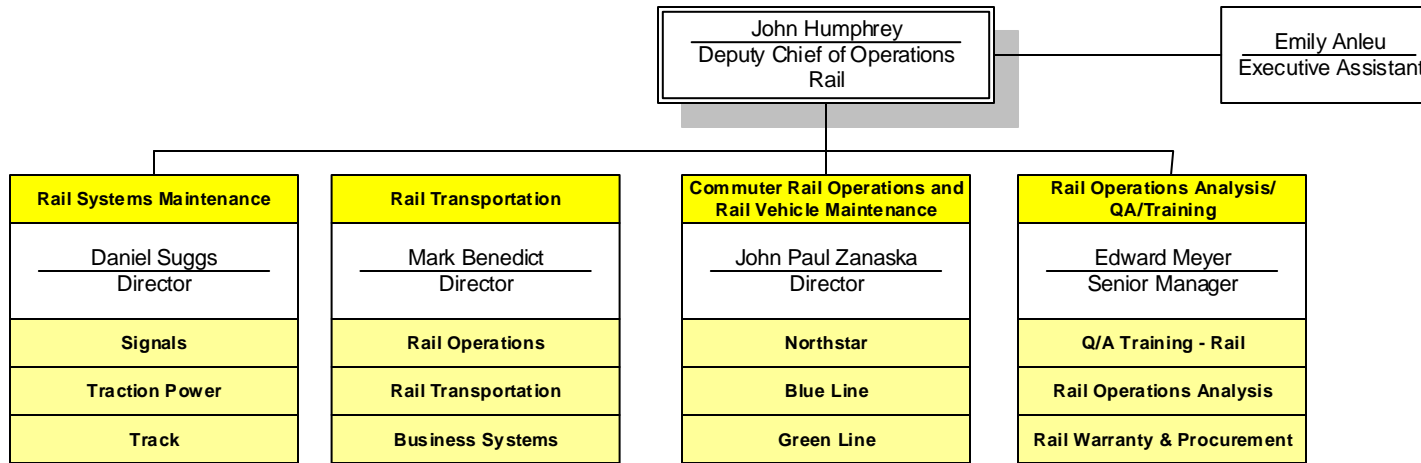 John Humphrey
Deputy Chief of Operations
Rail
Emily Anleu
Executive Assistant
Rail Systems Maintenance
Daniel Suggs
Director
Signals
Traction Power
Track
Rail Transportation
Mark Benedict
Director
Rail Operations
Rail Transportation
Business Systems
Commuter Rail Operations and
Rail Vehicle Maintenance
John Paul Zanaska
Director
Northstar
Blue Line
Green Line
Rail Operations Analysis/
QA/Training
Edward Meyer
Senior Manager
Q/A Training - Rail
Rail Operations Analysis
Rail Warranty & Procurement